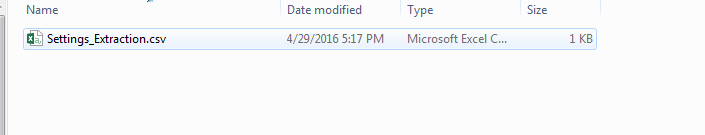 Name Date modified Type Size
Settings_Extraction.csv 4/29/2016 5:17 PM Microsoft Excel C... 1 KB